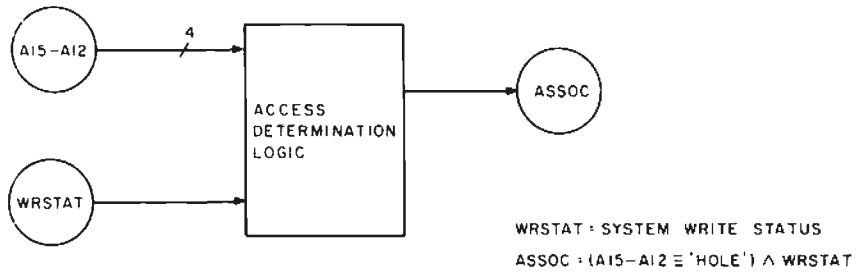 4
A15-A12
ACCESS
DETERMINATION
LOGIC
ASSOC
WRSTAT
WRSTAT = SYSTEM WRITE STATUS
ASSOC = (A15-A12 ≡ 'HOLE') ∧ WRSTAT